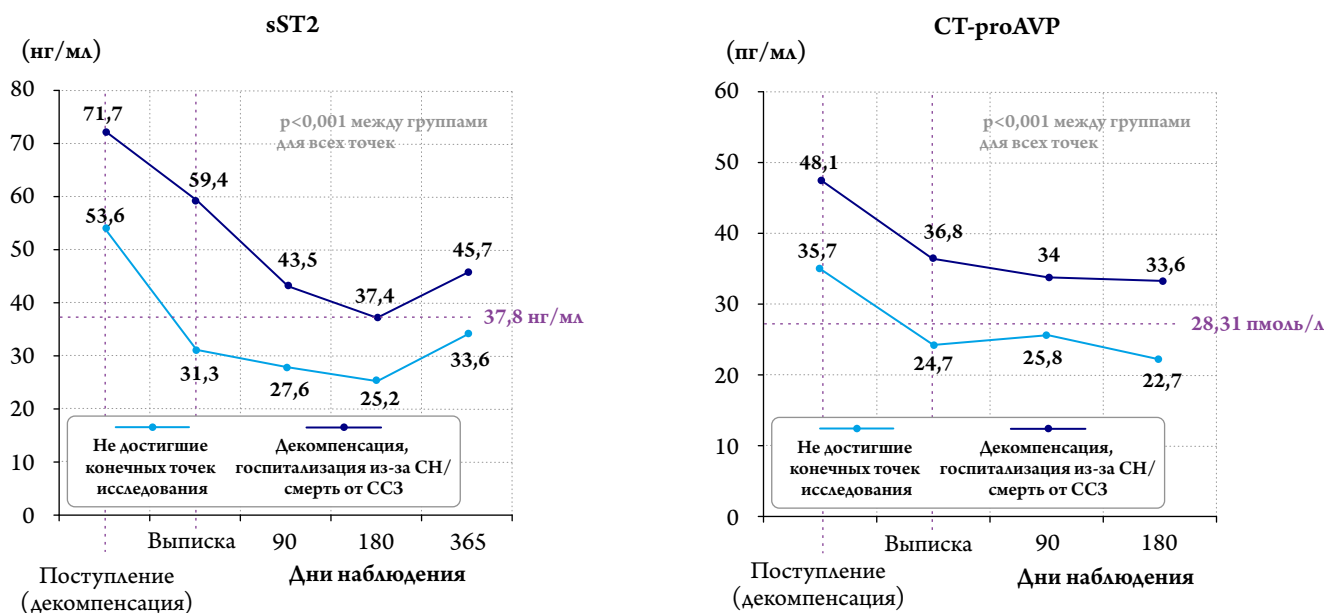 sST2
(нг/мл)
80
70
60
50
40
30
20
10
0
71,7
59,4
53,6
43,5
37,4
45,7
31,3
27,6
25,2
33,6
р<0,001 между группами
для всех точек
37,8 нг/мл
Не достигшие
конечных точек
исследования
Декомпенсация,
госпитализация из-за СН/
смерть от ССЗ
Выписка
90
180
365
Поступление
(декомпенсация)
Дни наблюдения
CT-proAVP
(пг/мл)
60
50
40
30
20
10
0
48,1
36,8
35,7
34
33,6
24,7
25,8
22,7
р<0,001 между группами
для всех точек
28,31 пмоль/л
Не достигшие
конечных точек
исследования
Декомпенсация,
госпитализация из-за СН/
смерть от ССЗ
Выписка
90
180
Поступление
(декомпенсация)
Дни наблюдения